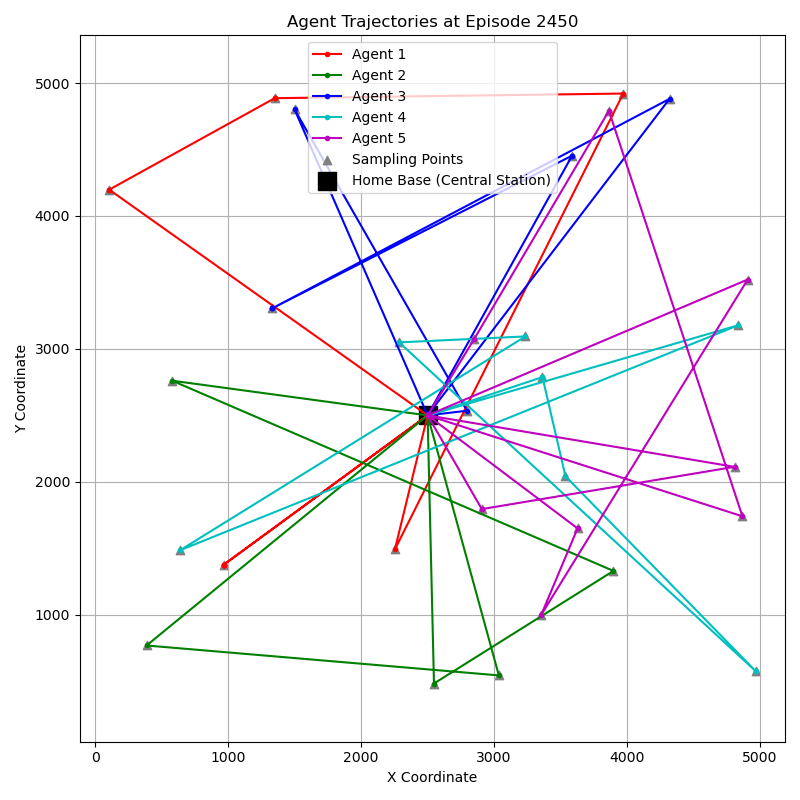 Agent Trajectories at Episode 2450
Agent 1
Agent 2
Agent 3
Agent 4
Agent 5
Sampling Points
Home Base (Central Station)
5000
4000
3000
2000
1000
Y Coordinate
0
1000
2000
3000
4000
5000
X Coordinate